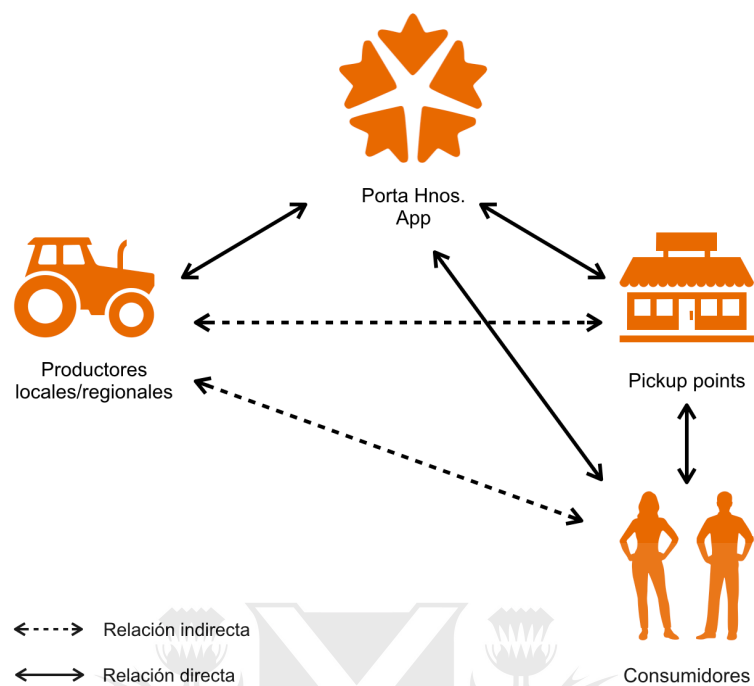 Porta Hnos.
App
Productores
locales/regionales
Pickup points
Relación indirecta
Relación directa
Consumidores